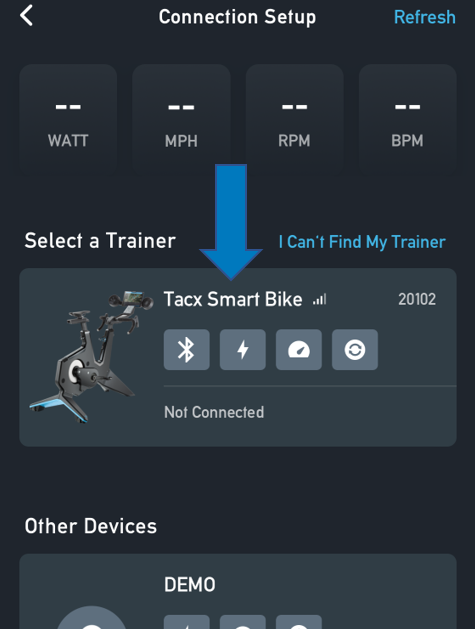 Connection Setup Refresh
-- -- -- --
WATT MPH RPM BPM
Select a Trainer I Can't Find My Trainer
Tacx Smart Bike 20102
Not Connected
Other Devices
DEMO